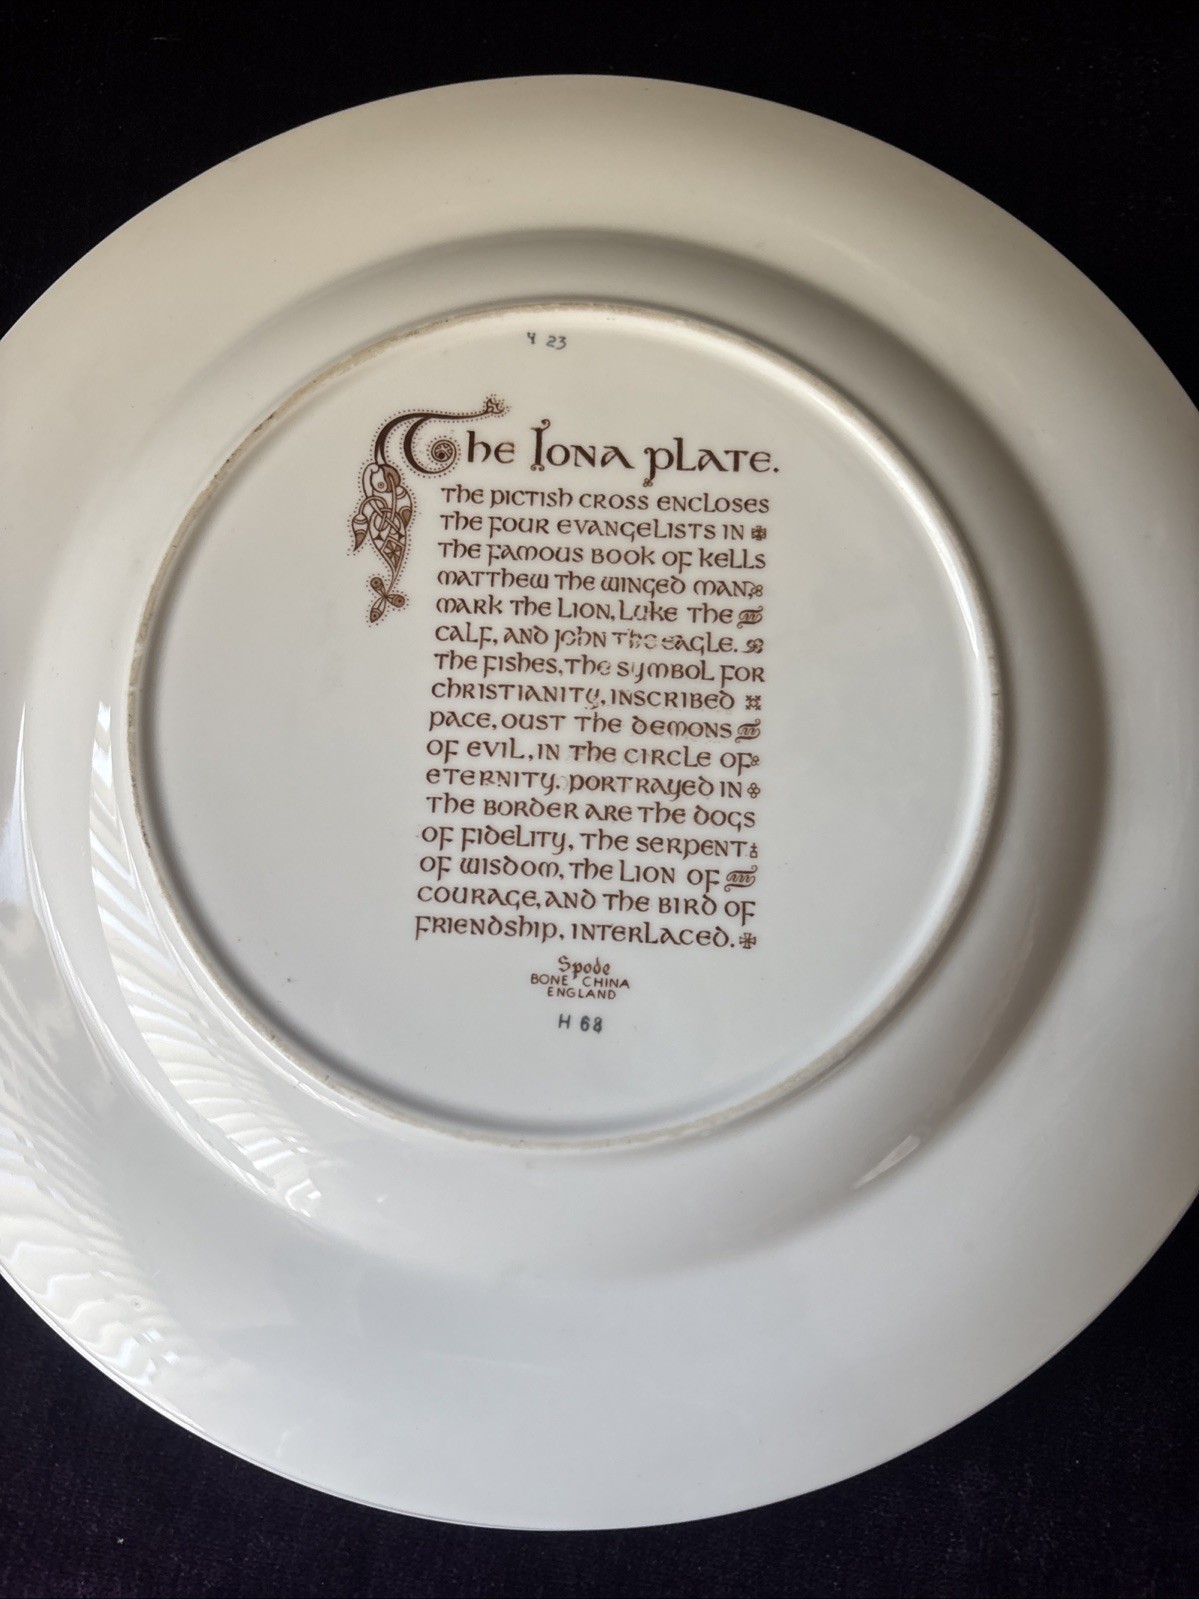 4 23
The Iona plate.
The pictish cross encloses
the four evangelists in
the famous Book of Kells
Matthew the winged man
Mark the lion, Luke the
calf, and John the eagle.
The fishes, the symbol for
Christianity, inscribed
pace, oust the demons
of evil, in the circle of
eternity. portrayed in
the border are the dogs
of fidelity, the serpent
of wisdom, the lion of
courage, and the bird of
friendship, interlaced.
Spode
BONE CHINA
ENGLAND
H